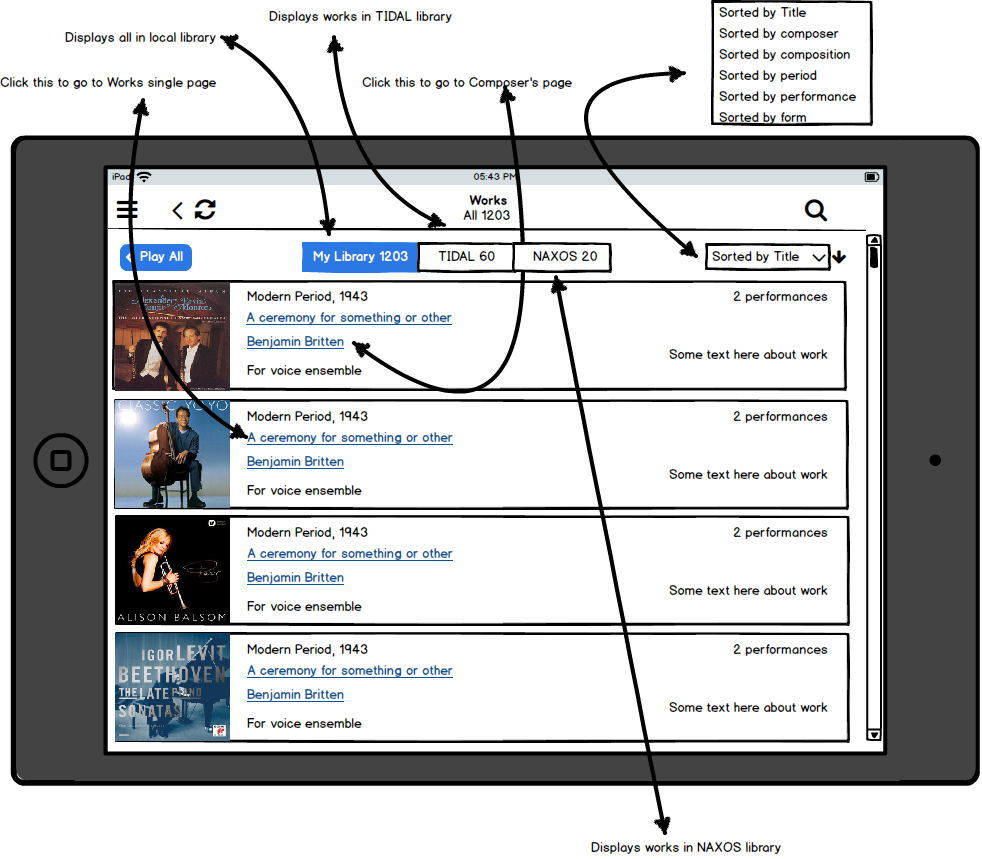 Displays works in TIDAL library
Displays all in local library
Click this to go to Works single page
Click this to go to Composer's page
Sorted by Title
Sorted by composer
Sorted by composition
Sorted by period
Sorted by performance
Sorted by form
iPad
05:43 PM
Works
All 1203
Play All
My Library 1203
TIDAL 60
NAXOS 20
Sorted by Title
Modern Period, 1943
2 performances
A ceremony for something or other
Benjamin Britten
Some text here about work
For voice ensemble
CLASSIC YO-YO
Modern Period, 1943
2 performances
A ceremony for something or other
Benjamin Britten
Some text here about work
For voice ensemble
Modern Period, 1943
2 performances
A ceremony for something or other
Benjamin Britten
Some text here about work
For voice ensemble
ALISON BALSOM
IGOR LEVIT
BEETHOVEN
THE LATE PIANO
SONATAS
Modern Period, 1943
2 performances
A ceremony for something or other
Benjamin Britten
Some text here about work
For voice ensemble
Displays works in NAXOS library